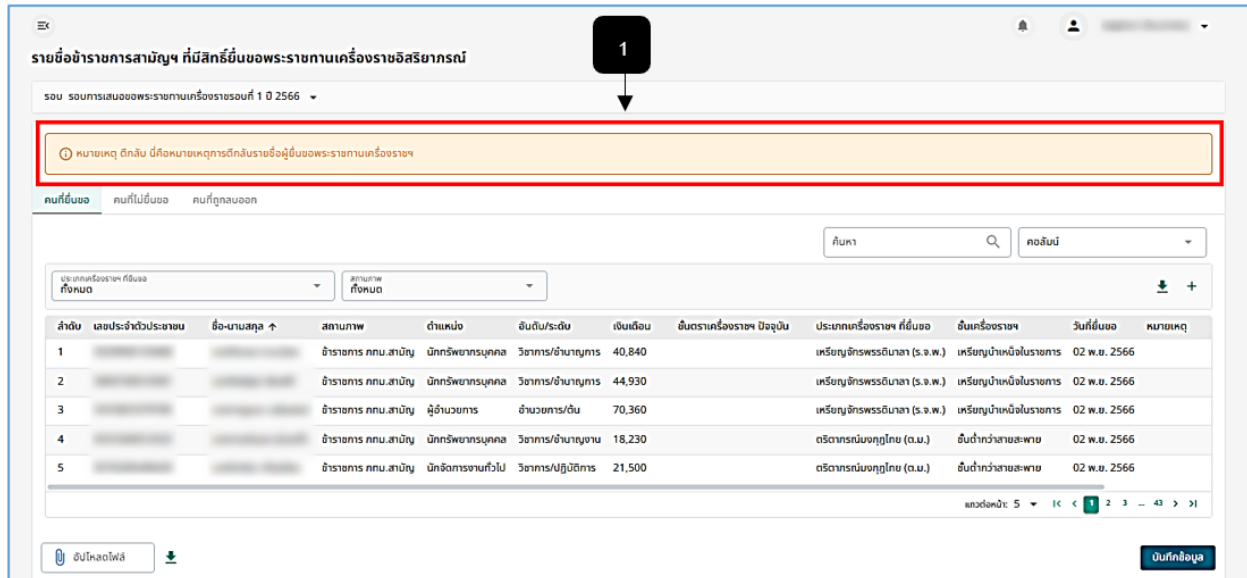 1
รายชื่อข้าราชการสามัญฯ ที่มีสิทธิ์ยื่นขอพระราชทานเครื่องราชอิสริยาภรณ์
รอบ รอบการเสนอขอพระราชทานเครื่องราชรอบที่ 1 ปี 2566
หมายเหตุ ตีกลับ นี่คือหมายเหตุการตีกลับรายชื่อผู้ยื่นขอพระราชทานเครื่องราชฯ
คนที่ยื่นขอ คนที่ไม่ยื่นขอ คนที่ถูกลบออก
ค้นหา คอลัมน์
ประเภทเครื่องราชฯ ที่ยื่นขอ สถานภาพ
ทั้งหมด ทั้งหมด
ลำดับ เลขประจำตัวประชาชน ชื่อ-นามสกุล สถานภาพ ตำแหน่ง อันดับ/ระดับ เงินเดือน ชั้นตราเครื่องราชฯ ปัจจุบัน ประเภทเครื่องราชฯ ที่ยื่นขอ ชั้นเครื่องราชฯ วันที่ยื่นขอ หมายเหตุ
1 ข้าราชการ กทม.สามัญ นักทรัพยากรบุคคล วิชาการ/ชำนาญการ 40,840 เหรียญจักรพรรดิมาลา (ร.จ.พ.) เหรียญบำเหน็จในราชการ 02 พ.ย. 2566
2 ข้าราชการ กทม.สามัญ นักทรัพยากรบุคคล วิชาการ/ชำนาญการ 44,930 เหรียญจักรพรรดิมาลา (ร.จ.พ.) เหรียญบำเหน็จในราชการ 02 พ.ย. 2566
3 ข้าราชการ กทม.สามัญ ผู้อำนวยการ อำนวยการ/ต้น 70,360 เหรียญจักรพรรดิมาลา (ร.จ.พ.) เหรียญบำเหน็จในราชการ 02 พ.ย. 2566
4 ข้าราชการ กทม.สามัญ นักทรัพยากรบุคคล วิชาการ/ชำนาญงาน 18,230 ตริตาภรณ์มงกุฎไทย (ต.ม.) ชั้นต่ำกว่าสายสะพาย 02 พ.ย. 2566
5 ข้าราชการ กทม.สามัญ นักจัดการงานทั่วไป วิชาการ/ปฏิบัติการ 21,500 ตริตาภรณ์มงกุฎไทย (ต.ม.) ชั้นต่ำกว่าสายสะพาย 02 พ.ย. 2566
แถวต่อหน้า: 5 1 2 3 ... 43
อัปโหลดไฟล์ บันทึกข้อมูล